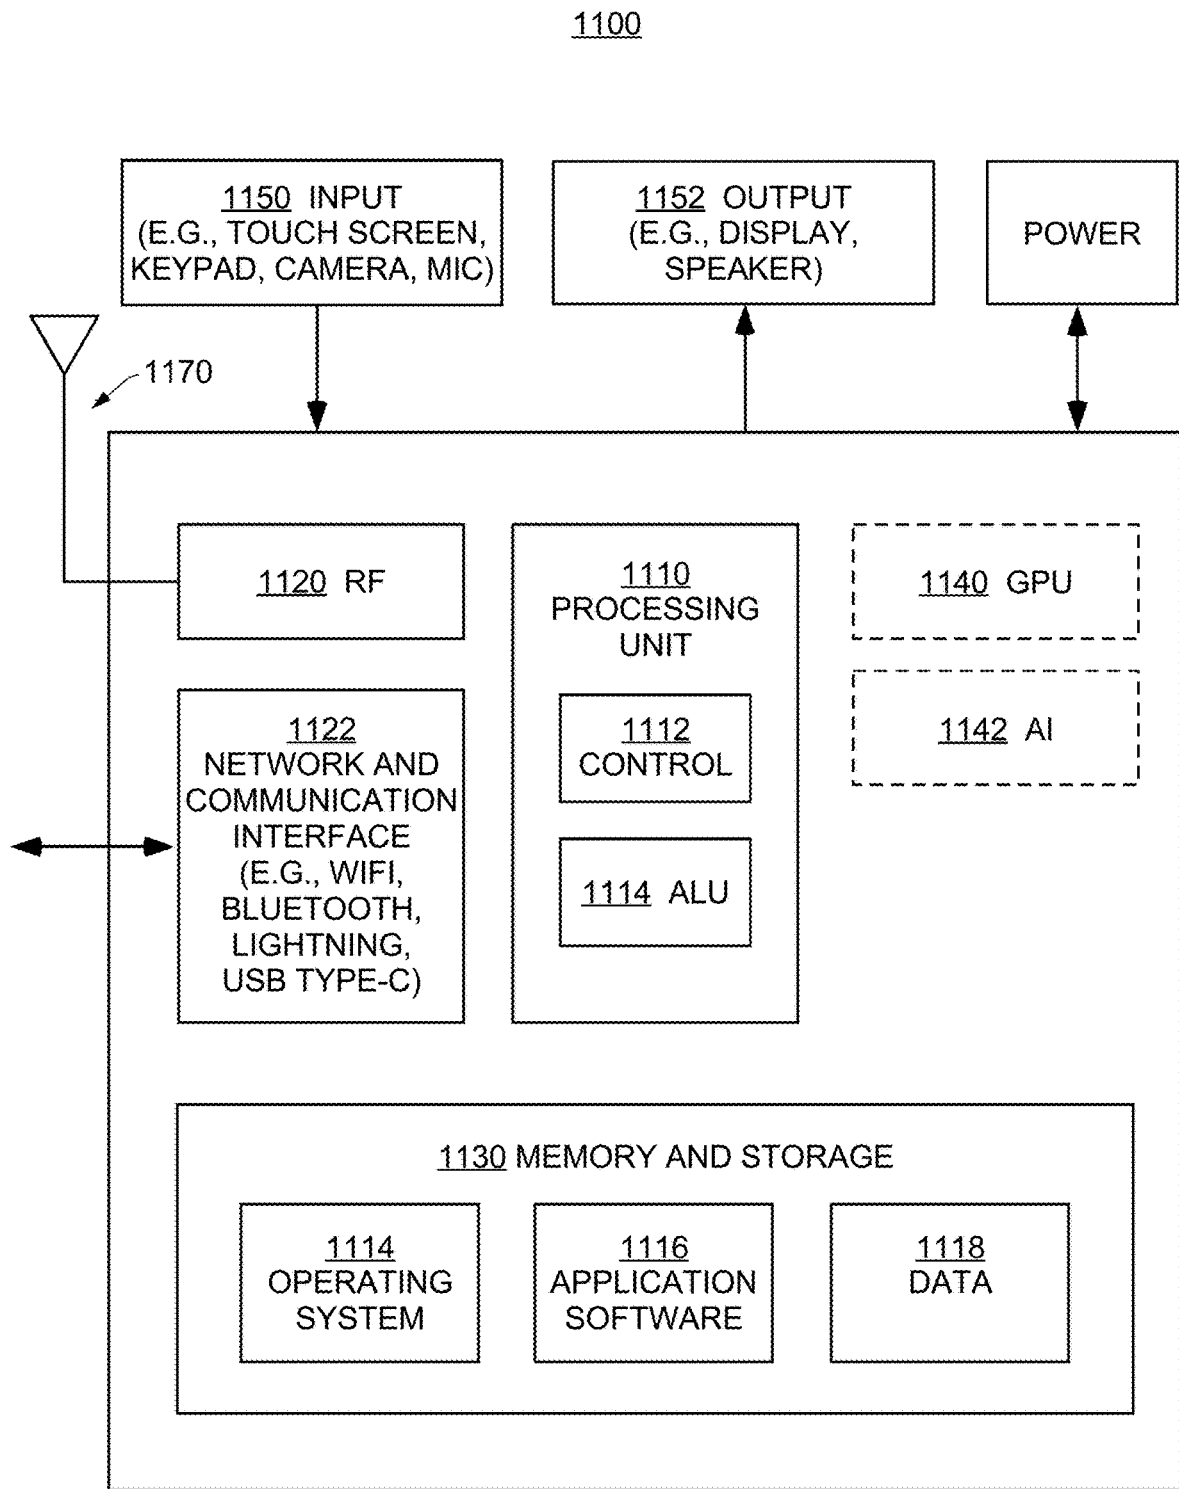 1100
1150 INPUT
(E.G., TOUCH SCREEN,
KEYPAD, CAMERA, MIC)
1152 OUTPUT
(E.G., DISPLAY,
SPEAKER)
POWER
1170
1120 RF
1110
PROCESSING
UNIT
1140 GPU
1122
NETWORK AND
COMMUNICATION
INTERFACE
(E.G., WIFI,
BLUETOOTH,
LIGHTNING,
USB TYPE-C)
1112
CONTROL
1142 AI
1114 ALU
1130 MEMORY AND STORAGE
1114
OPERATING
SYSTEM
1116
APPLICATION
SOFTWARE
1118
DATA